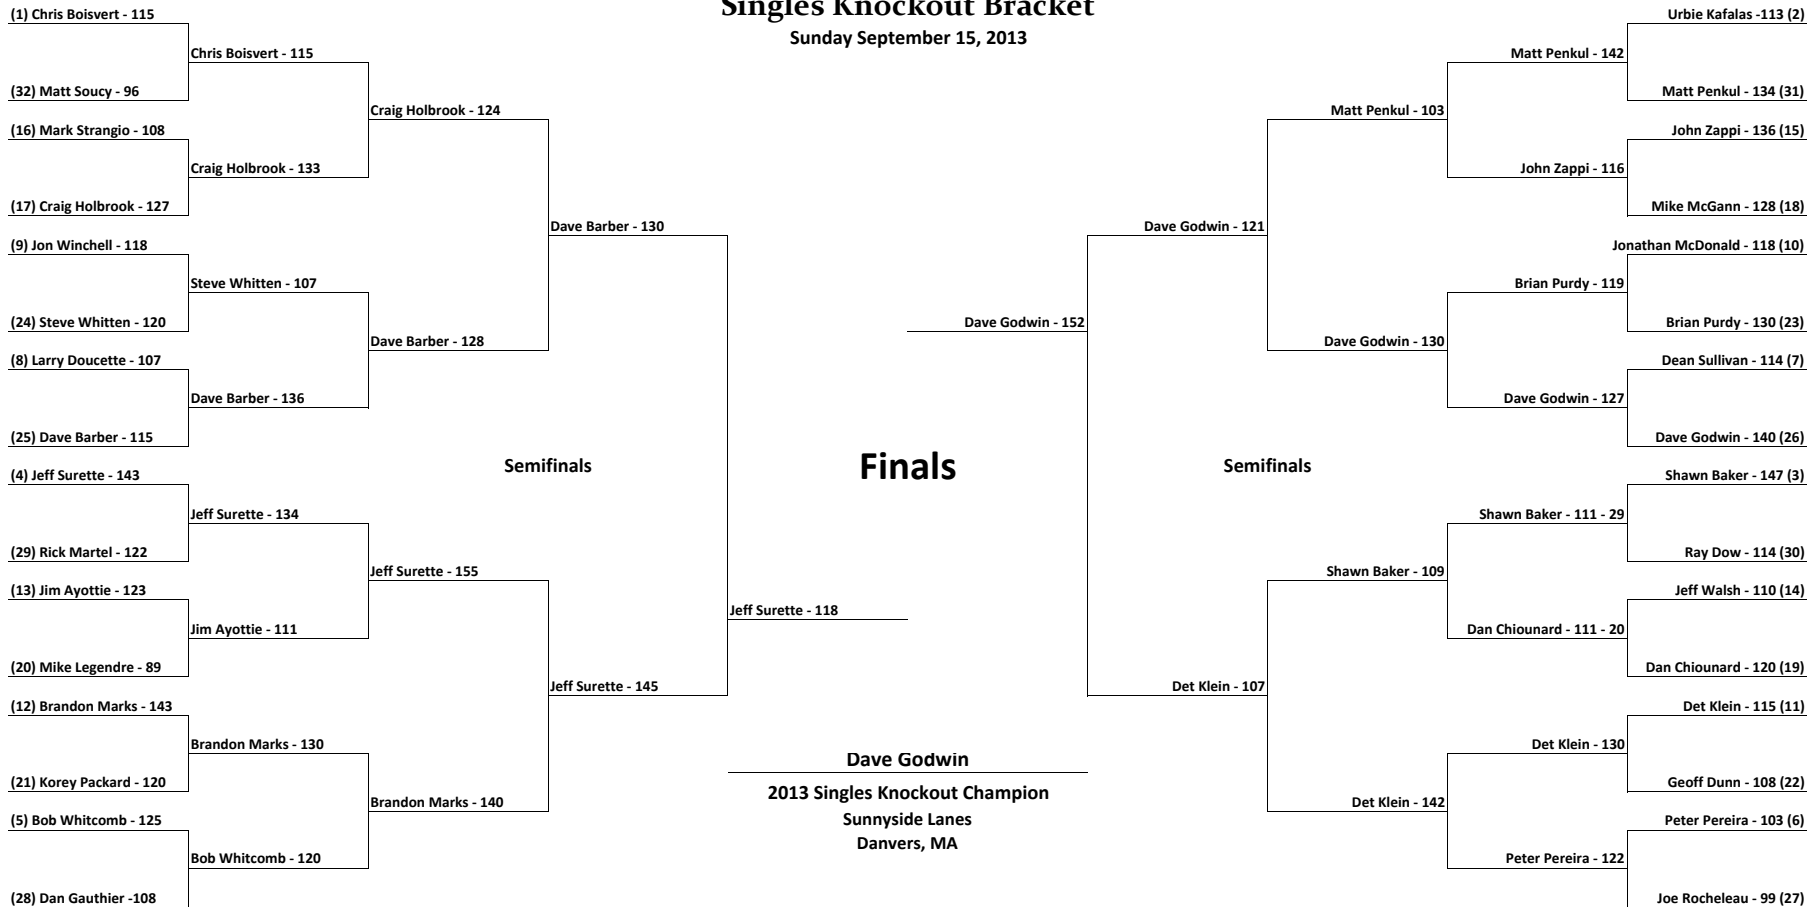 Singles Knockout Bracket
Sunday September 15, 2013
(1) Chris Boisvert - 115
Chris Boisvert - 115
(32) Matt Soucy - 96
Craig Holbrook - 124
(16) Mark Strangio - 108
Craig Holbrook - 133
(17) Craig Holbrook - 127
Dave Barber - 130
(9) Jon Winchell - 118
Steve Whitten - 107
(24) Steve Whitten - 120
Dave Barber - 128
(8) Larry Doucette - 107
Dave Barber - 136
(25) Dave Barber - 115
Semifinals
(4) Jeff Surette - 143
Jeff Surette - 134
(29) Rick Martel - 122
Jeff Surette - 155
(13) Jim Ayottie - 123
Jim Ayottie - 111
(20) Mike Legendre - 89
Jeff Surette - 118
Jeff Surette - 145
(12) Brandon Marks - 143
Brandon Marks - 130
(21) Korey Packard - 120
Brandon Marks - 140
(5) Bob Whitcomb - 125
Bob Whitcomb - 120
(28) Dan Gauthier -108
Finals
Dave Godwin
2013 Singles Knockout Champion
Sunnyside Lanes
Danvers, MA
Urbie Kafalas -113 (2)
Matt Penkul - 142
Matt Penkul - 134 (31)
Matt Penkul - 103
John Zappi - 136 (15)
John Zappi - 116
Mike McGann - 128 (18)
Dave Godwin - 121
Jonathan McDonald - 118 (10)
Brian Purdy - 119
Brian Purdy - 130 (23)
Dave Godwin - 152
Dave Godwin - 130
Dean Sullivan - 114 (7)
Dave Godwin - 127
Dave Godwin - 140 (26)
Semifinals
Shawn Baker - 147 (3)
Shawn Baker - 111 - 29
Ray Dow - 114 (30)
Shawn Baker - 109
Jeff Walsh - 110 (14)
Dan Chiounard - 111 - 20
Dan Chiounard - 120 (19)
Det Klein - 107
Det Klein - 115 (11)
Det Klein - 130
Geoff Dunn - 108 (22)
Det Klein - 142
Peter Pereira - 103 (6)
Peter Pereira - 122
Joe Rocheleau - 99 (27)